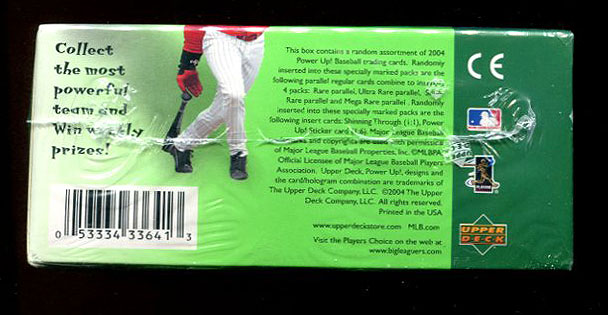 Collect
the most
powerful
team and
Win weekly
prizes!
0 53334 33641 3
This box contains a random assortment of 2004
Power Up! Baseball trading cards. Randomly
inserted into these specially marked packs are the
following parallel regular cards combine to
4 packs: Rare parallel, Ultra Rare parallel,
Rare parallel and Mega Rare parallel. Randomly
inserted into these specially marked packs are the
following insert cards: Shinning Through (1:1), Power
Up! Sticker card (1:6). Major League Baseball
and copyrights are used with permission
of Major League Baseball Properties, Inc. ©MLBPA
Official Licensee of Major League Baseball Players
Association. Upper Deck, Power Up!, designs and
the card/hologram combination are trademarks of
The Upper Deck Company, LLC. ©2004 The Upper
Deck Company, LLC. All rights reserved.
Printed in the USA
www.upperdeckstore.com MLB.com
Visit the Players Choice on the web at
www.bigleaguers.com
CE
UPPER
DECK